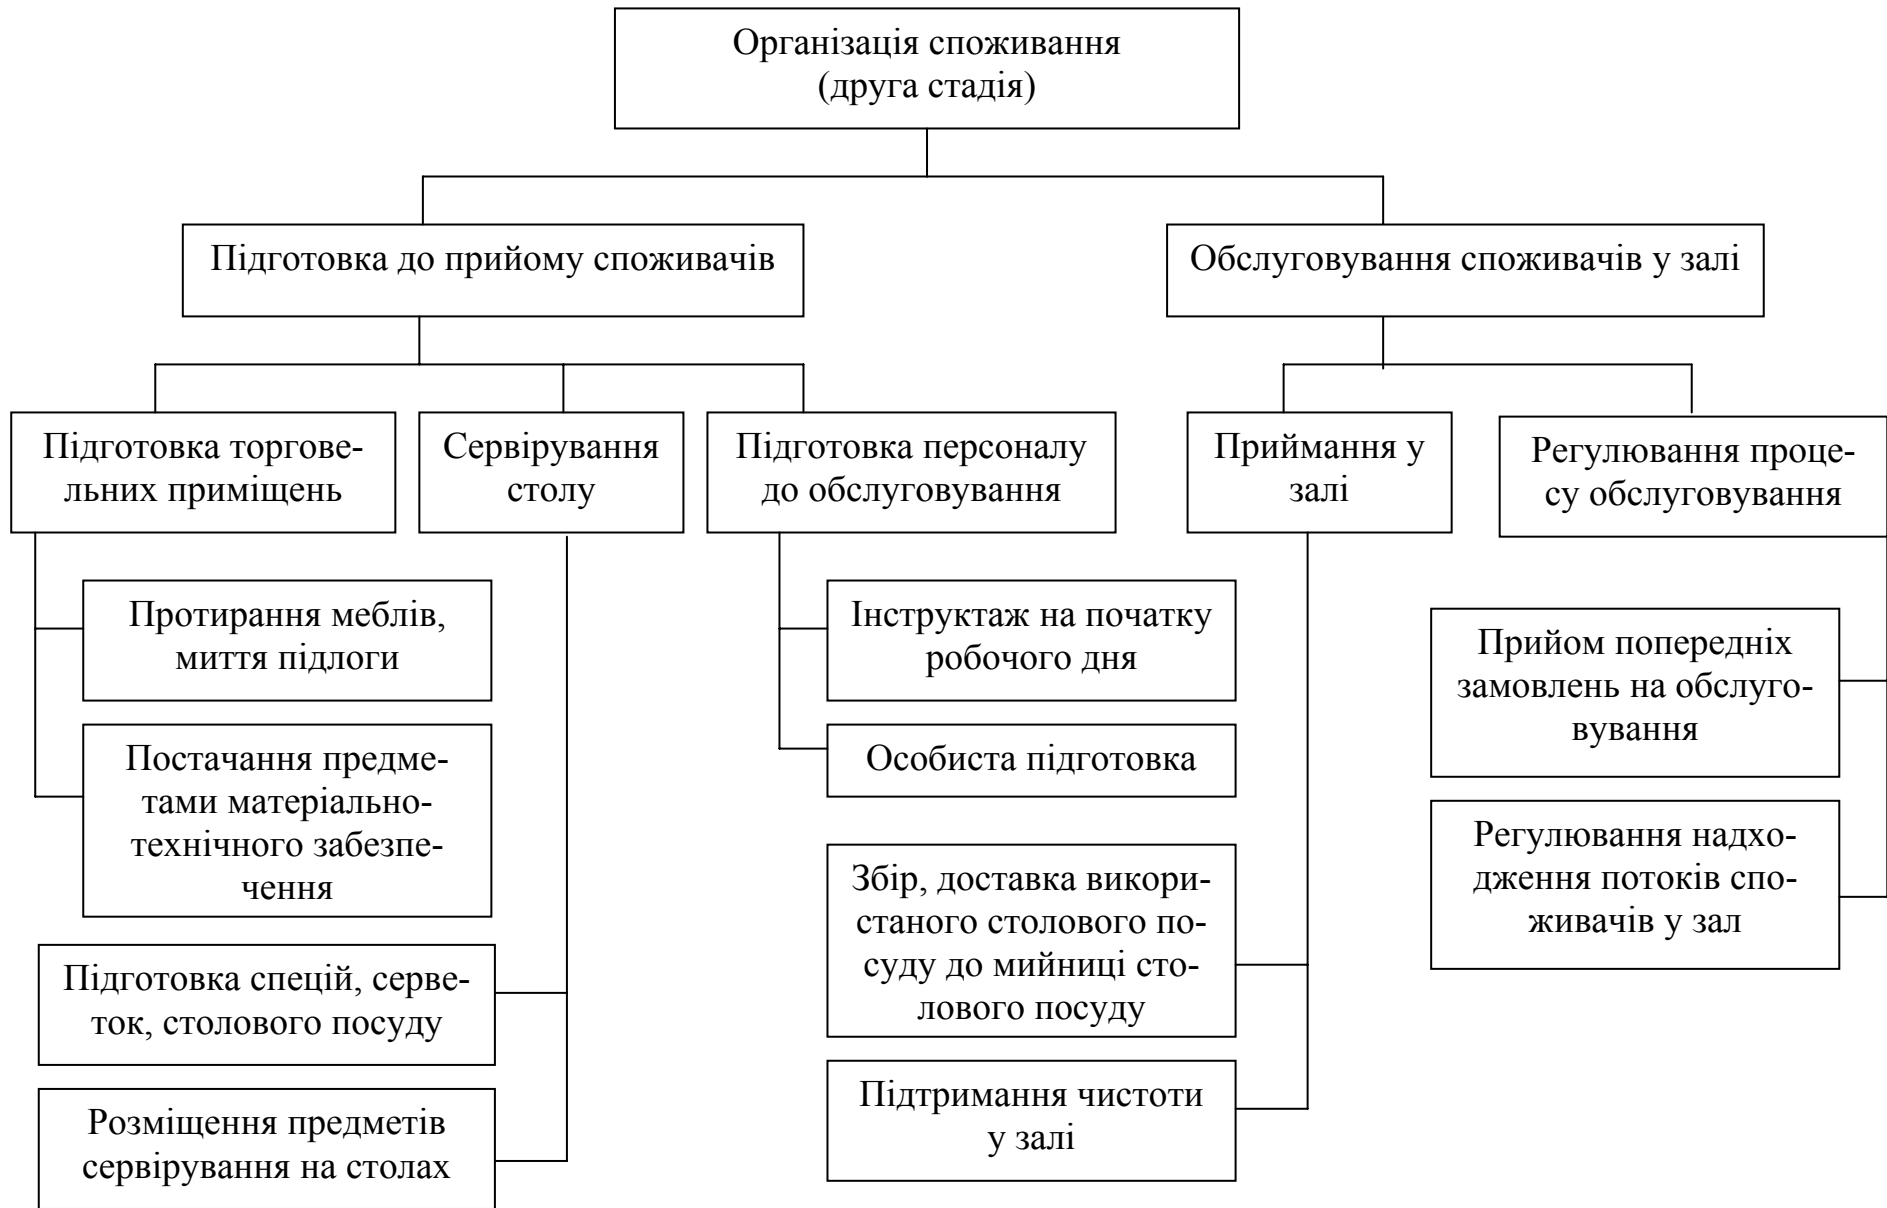 Організація споживання
(друга стадія)
Підготовка до прийому споживачів
Обслуговування споживачів у залі
Підготовка торгове-
льних приміщень
Сервірування
столу
Підготовка персоналу
до обслуговування
Приймання у
залі
Регулювання проце-
су обслуговування
Протирання меблів,
миття підлоги
Постачання предме-
тами матеріально-
технічного забезпе-
чення
Підготовка спецій, серве-
ток, столового посуду
Розміщення предметів
сервірування на столах
Інструктаж на початку
робочого дня
Особиста підготовка
Збір, доставка викори-
станого столового по-
суду до мийниці сто-
лового посуду
Підтримання чистоти
у залі
Прийом попередніх
замовлень на обслуго-
вування
Регулювання надхо-
дження потоків спо-
живачів у зал